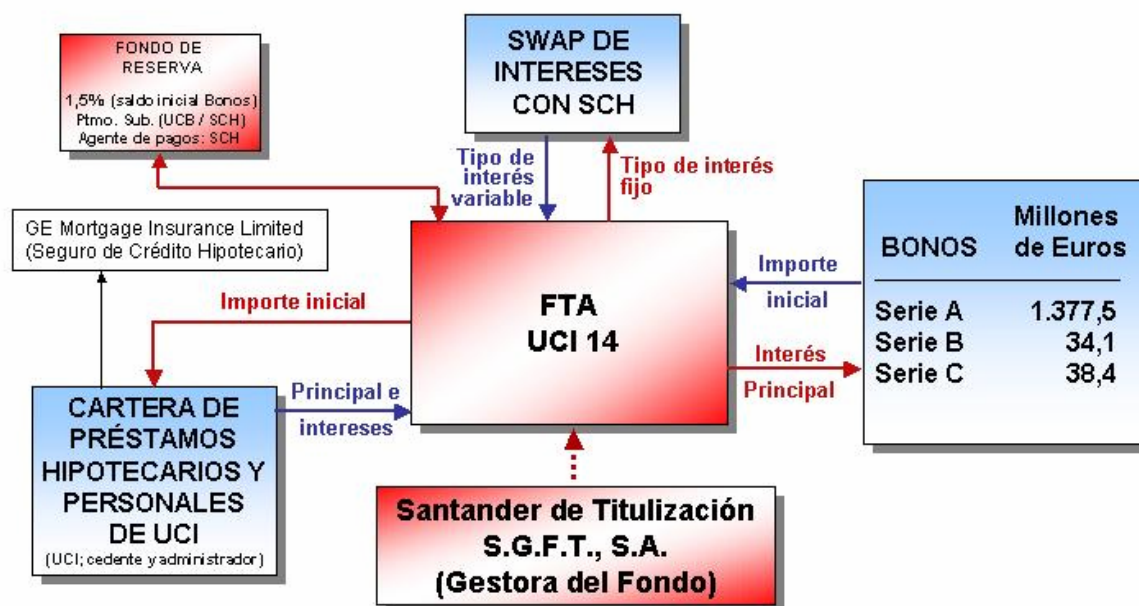 FONDO DE
RESERVA
1,5% (saldo inicial Bonos)
Ptmo. Sub. (UCB / SCH)
Agente de pagos: SCH
SWAP DE
INTERESES
CON SCH
Tipo de
interés
variable
Tipo de interés
fijo
GE Mortgage Insurance Limited
(Seguro de Crédito Hipotecario)
Importe inicial
FTA
UCI 14
Importe
inicial
Interés
Principal
Millones
BONOS de Euros
Serie A 1.377,5
Serie B 34,1
Serie C 38,4
CARTERA DE
PRÉSTAMOS
HIPOTECARIOS Y
PERSONALES
DE UCI
(UCI; cedente y administrador)
Principal e
intereses
Santander de Titulización
S.G.F.T., S.A.
(Gestora del Fondo)